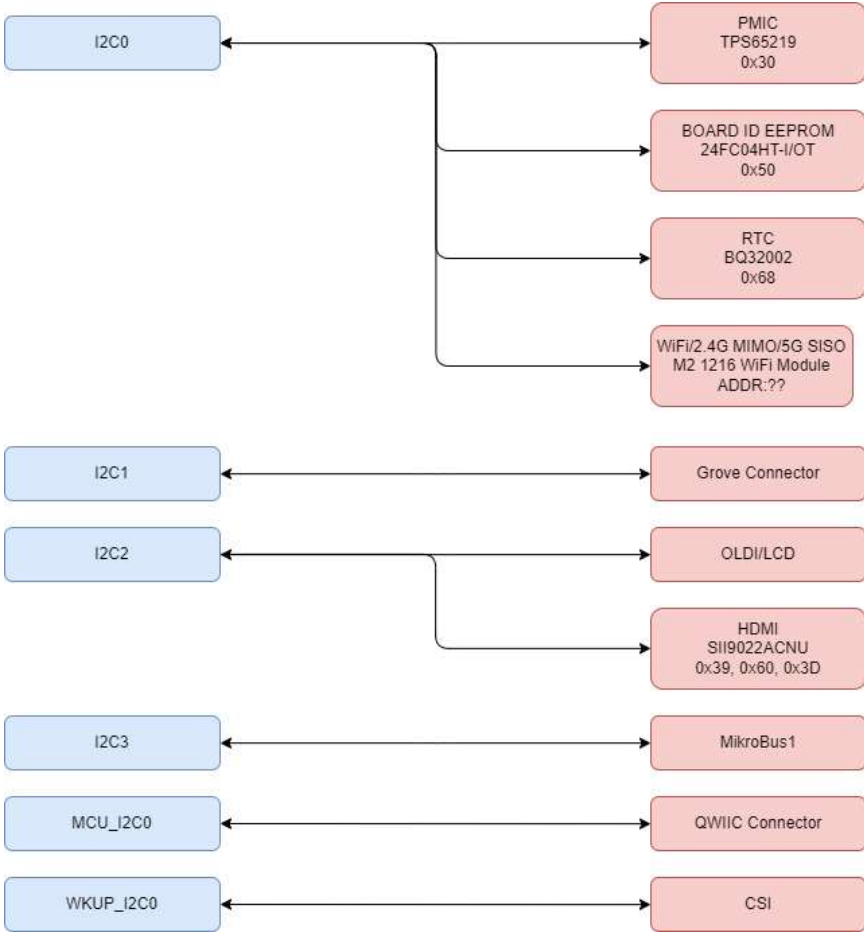 I2C0
PMIC
TPS65219
0x30
BOARD ID EEPROM
24FC04HT-I/OT
0x50
RTC
BQ32002
0x68
WiFi/2.4G MIMO/5G SISO
M2 1216 WiFi Module
ADDR:??
I2C1
Grove Connector
I2C2
OLDI/LCD
HDMI
SII9022ACNU
0x39, 0x60, 0x3D
I2C3
MikroBus1
MCU_I2C0
QWIIC Connector
WKUP_I2C0
CSI